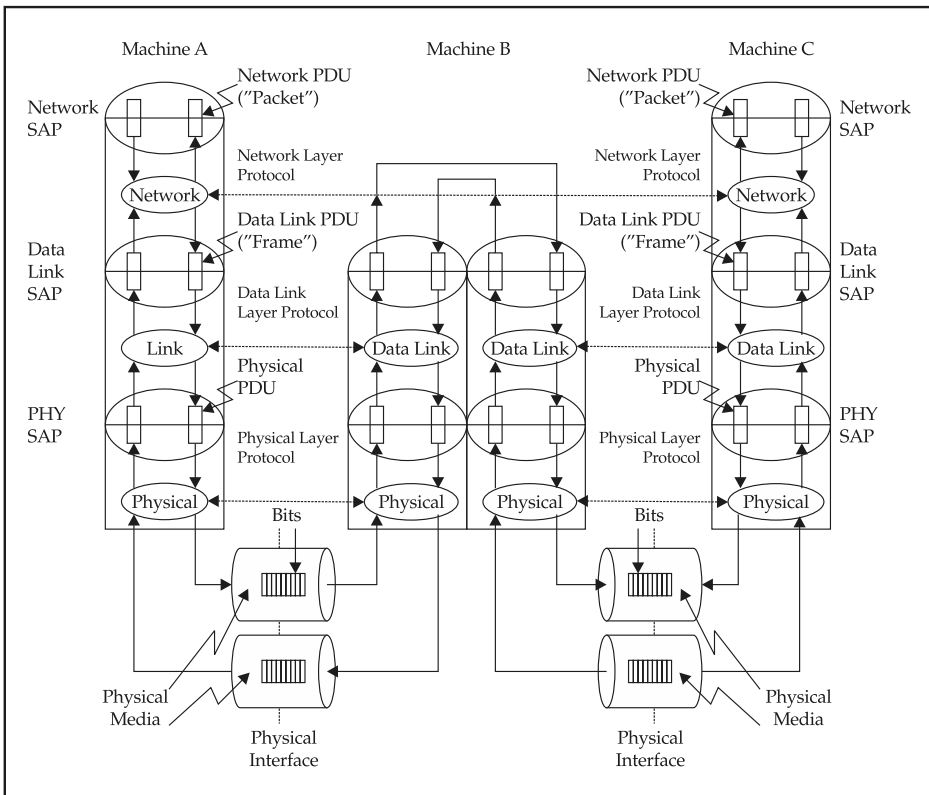 Machine A
Machine B
Machine C
Network PDU
(”Packet”)
Network PDU
(”Packet”)
Network
SAP
Network
SAP
Network Layer
Protocol
Network Layer
Protocol
Network
Network
Data Link PDU
(”Frame”)
Data Link PDU
(”Frame”)
Data
Link
SAP
Data
Link
SAP
Data Link
Layer Protocol
Data Link
Layer Protocol
Link
Data Link
Data Link
Data Link
Physical
PDU
Physical
PDU
PHY
SAP
PHY
SAP
Physical Layer
Protocol
Physical Layer
Protocol
Physical
Physical
Physical
Physical
Bits
Bits
Physical
Media
Physical
Media
Physical
Interface
Physical
Interface